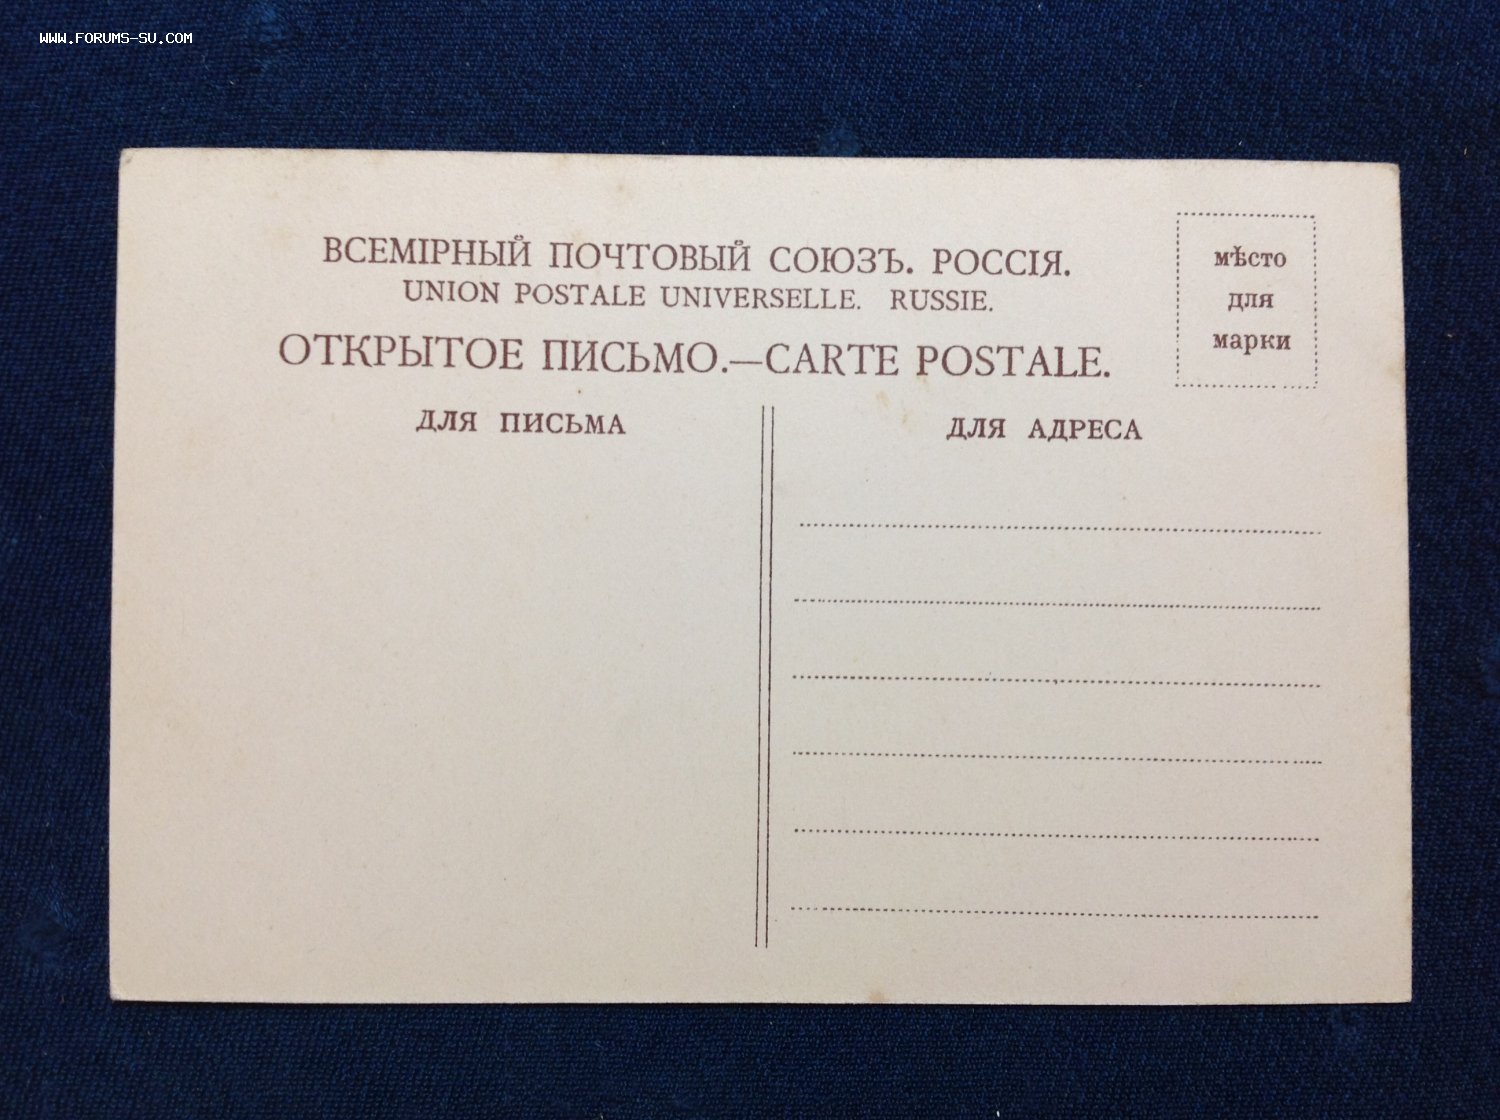 WWW.FORUMS-SU.COM
ВСЕМІРНЫЙ ПОЧТОВЫЙ СОЮЗЪ. РОССІЯ.
UNION POSTALE UNIVERSELLE. RUSSIE.
ОТКРЫТОЕ ПИСЬМО.—CARTE POSTALE.
мѣсто
для
марки
ДЛЯ ПИСЬМА
ДЛЯ АДРЕСА